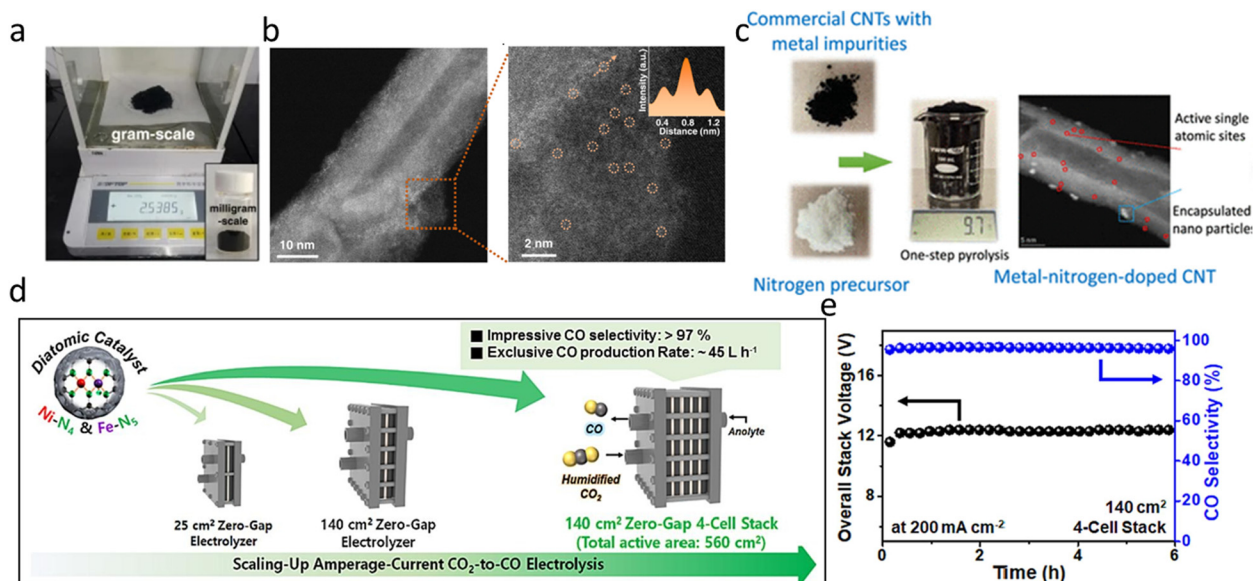 a
gram-scale
2.5385
milligram
-scale
b
10 nm
2 nm
Intensity (a.u.)
0.4 0.8 1.2
Distance (nm)
c
Commercial CNTs with
metal impurities
Nitrogen precursor
9.7
One-step pyrolysis
Active single
atomic sites
Encapsulated
nano particles
5 nm
Metal-nitrogen-doped CNT
d
Diatomic Catalyst
Ni-N4 & Fe-N5
■ Impressive CO selectivity: > 97 %
■ Exclusive CO production Rate: ~ 45 L h-1
CO
Humidified
CO2
Anolyte
25 cm2 Zero-Gap
Electrolyzer
140 cm2 Zero-Gap
Electrolyzer
140 cm2 Zero-Gap 4-Cell Stack
(Total active area: 560 cm2)
Scaling-Up Amperage-Current CO2-to-CO Electrolysis
e
Overall Stack Voltage (V)
16
12
8
CO Selectivity (%)
100
80
60
40
20
0
at 200 mA cm-2
140 cm2
4-Cell Stack
0 2 4 6
Time (h)